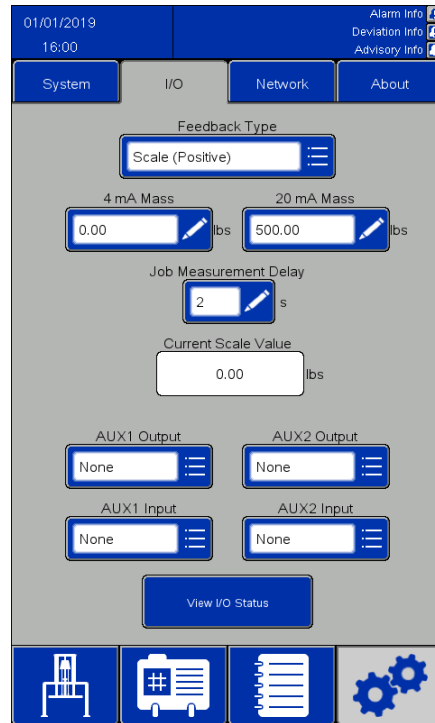 01/01/2019
16:00
Alarm Info
Deviation Info
Advisory Info
System
I/O
Network
About
Feedback Type
Scale (Positive)
4 mA Mass
20 mA Mass
0.00
lbs
500.00
lbs
Job Measurement Delay
2
s
Current Scale Value
0.00
lbs
AUX1 Output
AUX2 Output
None
None
AUX1 Input
AUX2 Input
None
None
View I/O Status
#